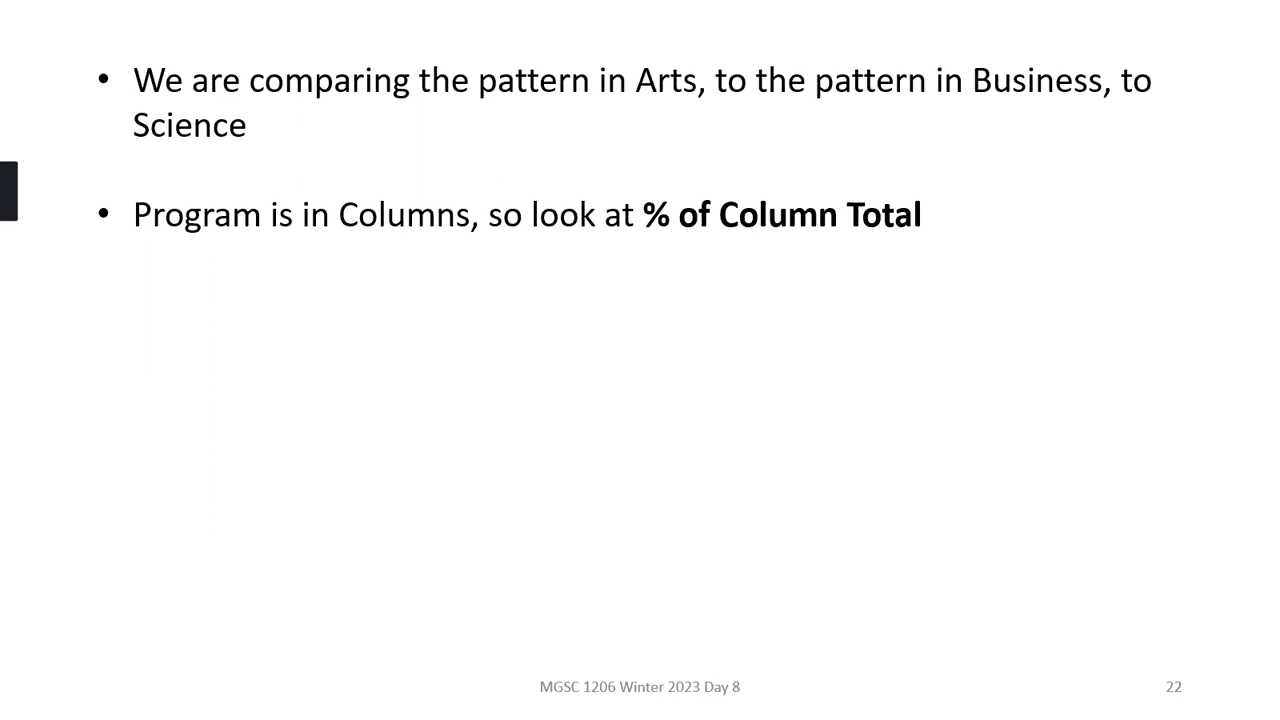 • We are comparing the pattern in Arts, to the pattern in Business, to
Science
• Program is in Columns, so look at % of Column Total
MGSC 1206 Winter 2023 Day 8
22